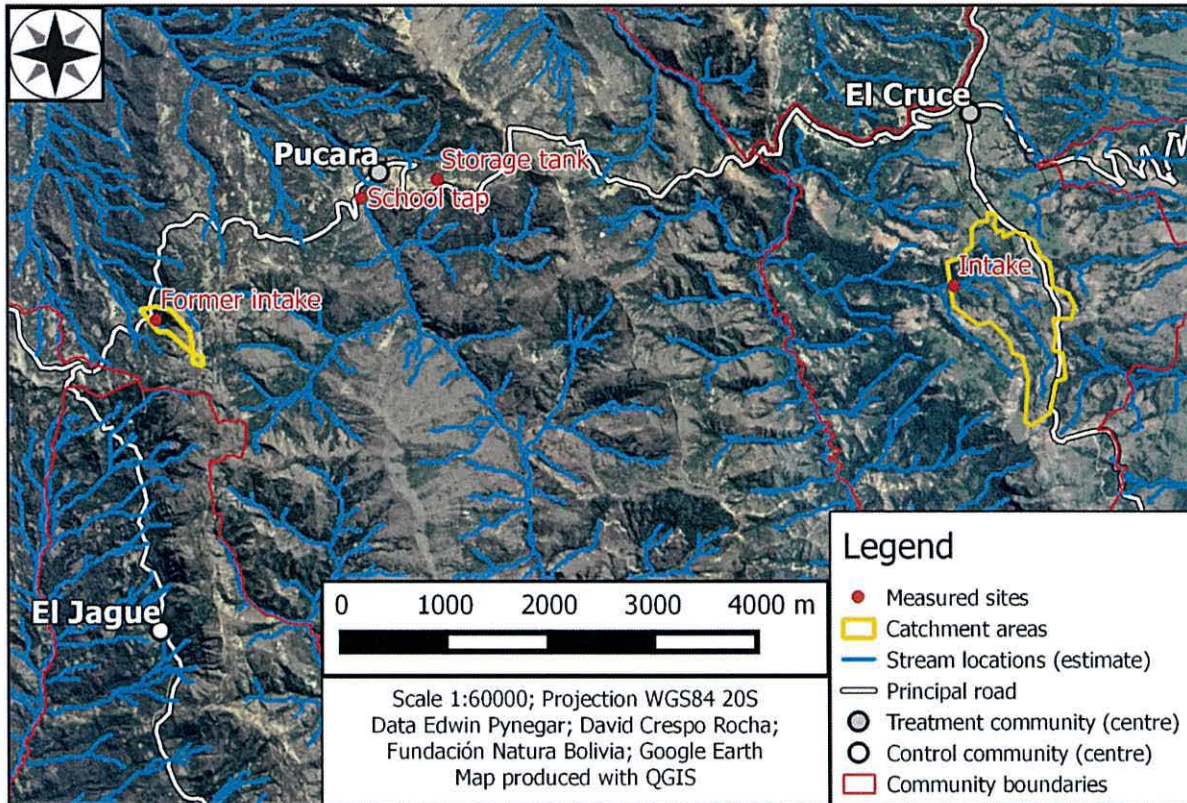 El Cruce
Pucara
Storage tank
School tap
Intake
Former intake
El Jague
0 1000 2000 3000 4000 m
Scale 1:60000; Projection WGS84 20S
Data Edwin Pynegar; David Crespo Rocha;
Fundación Natura Bolivia; Google Earth
Map produced with QGIS
Legend
Measured sites
Catchment areas
Stream locations (estimate)
Principal road
Treatment community (centre)
Control community (centre)
Community boundaries